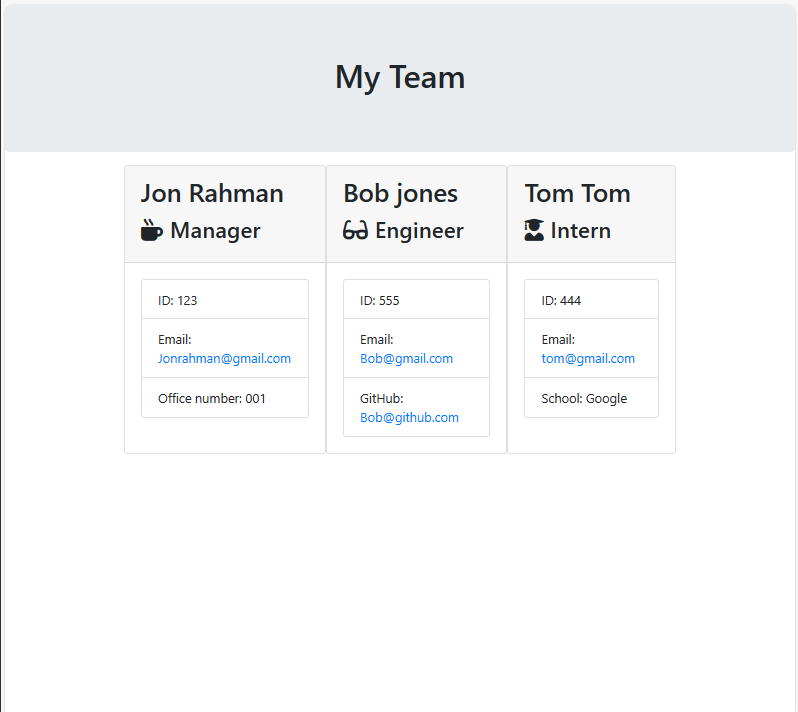 My Team
Jon Rahman
Manager
ID: 123
Email:
Jonrahman@gmail.com
Office number: 001
Bob jones
Engineer
ID: 555
Email:
Bob@gmail.com
GitHub:
Bob@github.com
Tom Tom
Intern
ID: 444
Email:
tom@gmail.com
School: Google